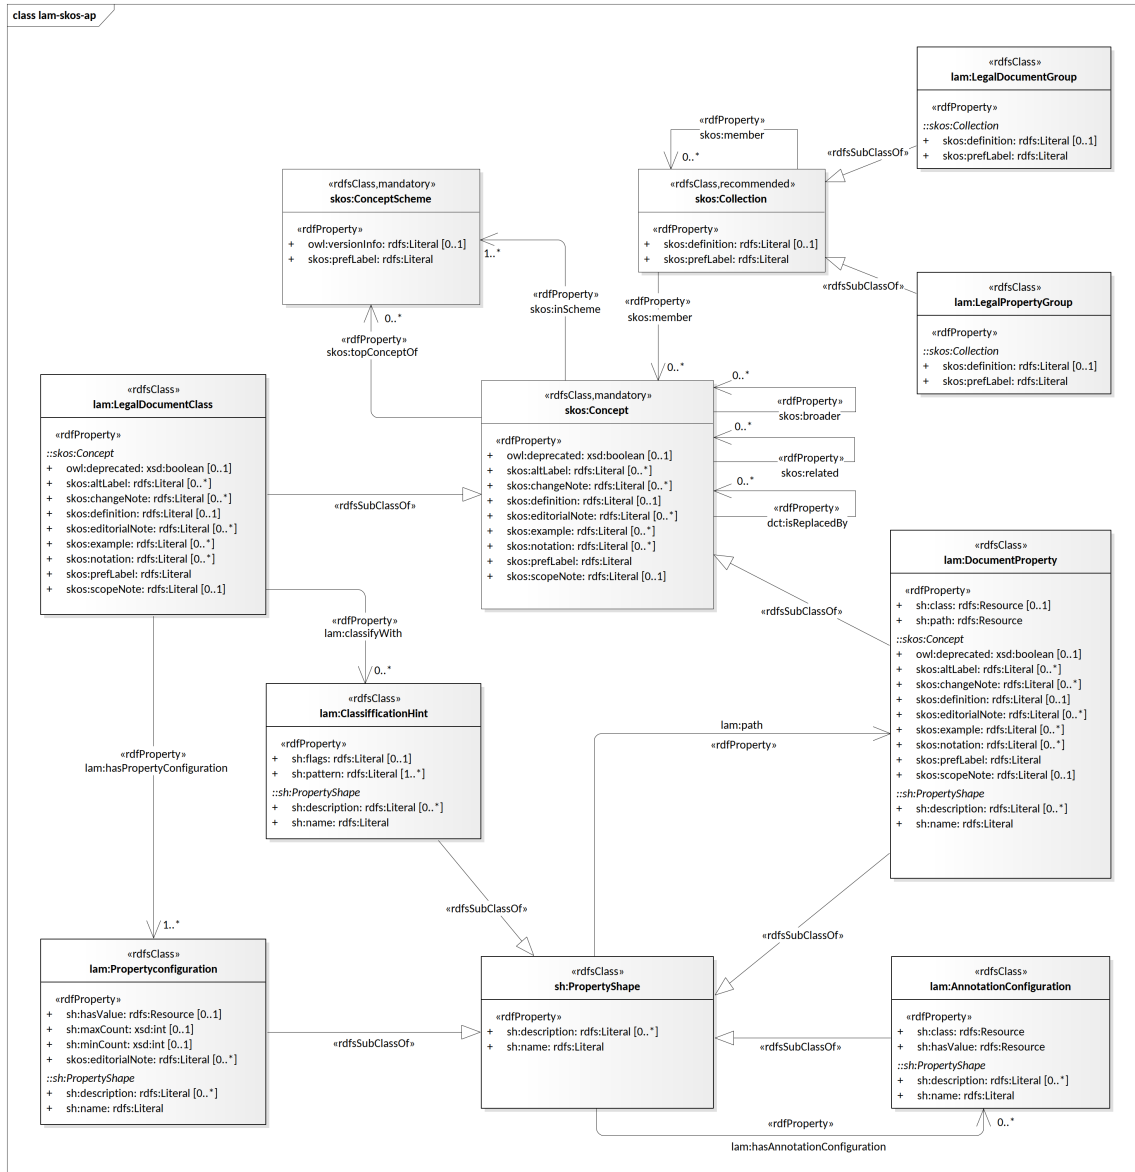 class lam-skos-ap
«rdfsClass»
lam:LegalDocumentGroup
«rdfProperty»
::skos:Collection
+ skos:definition: rdfs:Literal [0..1]
+ skos:prefLabel: rdfs:Literal
«rdfProperty»
skos:member
0..*
«rdfsSubClassOf»
«rdfsClass,mandatory»
skos:ConceptScheme
«rdfProperty»
+ owl:versionInfo: rdfs:Literal [0..1]
+ skos:prefLabel: rdfs:Literal
«rdfsClass,recommended»
skos:Collection
«rdfProperty»
+ skos:definition: rdfs:Literal [0..1]
+ skos:prefLabel: rdfs:Literal
1..*
«rdfProperty»
skos:inScheme
«rdfProperty»
skos:member
0..*
«rdfsSubClassOf»
«rdfsClass»
lam:LegalPropertyGroup
«rdfProperty»
::skos:Collection
+ skos:definition: rdfs:Literal [0..1]
+ skos:prefLabel: rdfs:Literal
0..*
«rdfProperty»
skos:topConceptOf
«rdfsClass»
lam:LegalDocumentClass
«rdfProperty»
::skos:Concept
+ owl:deprecated: xsd:boolean [0..1]
+ skos:altLabel: rdfs:Literal [0..*]
+ skos:changeNote: rdfs:Literal [0..*]
+ skos:definition: rdfs:Literal [0..1]
+ skos:editorialNote: rdfs:Literal [0..*]
+ skos:example: rdfs:Literal [0..*]
+ skos:notation: rdfs:Literal [0..*]
+ skos:prefLabel: rdfs:Literal
+ skos:scopeNote: rdfs:Literal [0..1]
«rdfsSubClassOf»
«rdfsClass,mandatory»
skos:Concept
«rdfProperty»
+ owl:deprecated: xsd:boolean [0..1]
+ skos:altLabel: rdfs:Literal [0..*]
+ skos:changeNote: rdfs:Literal [0..*]
+ skos:definition: rdfs:Literal [0..1]
+ skos:editorialNote: rdfs:Literal [0..*]
+ skos:example: rdfs:Literal [0..*]
+ skos:notation: rdfs:Literal [0..*]
+ skos:prefLabel: rdfs:Literal
+ skos:scopeNote: rdfs:Literal [0..1]
0..*
«rdfProperty»
skos:broader
0..*
«rdfProperty»
skos:related
0..*
«rdfProperty»
dct:isReplacedBy
«rdfsSubClassOf»
«rdfsClass»
lam:DocumentProperty
«rdfProperty»
+ sh:class: rdfs:Resource [0..1]
+ sh:path: rdfs:Resource
::skos:Concept
+ owl:deprecated: xsd:boolean [0..1]
+ skos:altLabel: rdfs:Literal [0..*]
+ skos:changeNote: rdfs:Literal [0..*]
+ skos:definition: rdfs:Literal [0..1]
+ skos:editorialNote: rdfs:Literal [0..*]
+ skos:example: rdfs:Literal [0..*]
+ skos:notation: rdfs:Literal [0..*]
+ skos:prefLabel: rdfs:Literal
+ skos:scopeNote: rdfs:Literal [0..1]
::sh:PropertyShape
+ sh:description: rdfs:Literal [0..*]
+ sh:name: rdfs:Literal
«rdfProperty»
lam:classifyWith
0..*
«rdfsClass»
lam:ClassifficationHint
«rdfProperty»
+ sh:flags: rdfs:Literal [0..1]
+ sh:pattern: rdfs:Literal [1..*]
::sh:PropertyShape
+ sh:description: rdfs:Literal [0..*]
+ sh:name: rdfs:Literal
lam:path
«rdfProperty»
«rdfProperty»
lam:hasPropertyConfiguration
1..*
«rdfsSubClassOf»
«rdfsSubClassOf»
«rdfsClass»
lam:Propertyconfiguration
«rdfProperty»
+ sh:hasValue: rdfs:Resource [0..1]
+ sh:maxCount: xsd:int [0..1]
+ sh:minCount: xsd:int [0..1]
+ skos:editorialNote: rdfs:Literal [0..*]
::sh:PropertyShape
+ sh:description: rdfs:Literal [0..*]
+ sh:name: rdfs:Literal
«rdfsSubClassOf»
«rdfsClass»
sh:PropertyShape
«rdfProperty»
+ sh:description: rdfs:Literal [0..*]
+ sh:name: rdfs:Literal
«rdfsSubClassOf»
«rdfsClass»
lam:AnnotationConfiguration
«rdfProperty»
+ sh:class: rdfs:Resource
+ sh:hasValue: rdfs:Resource
::sh:PropertyShape
+ sh:description: rdfs:Literal [0..*]
+ sh:name: rdfs:Literal
0..*
«rdfProperty»
lam:hasAnnotationConfiguration